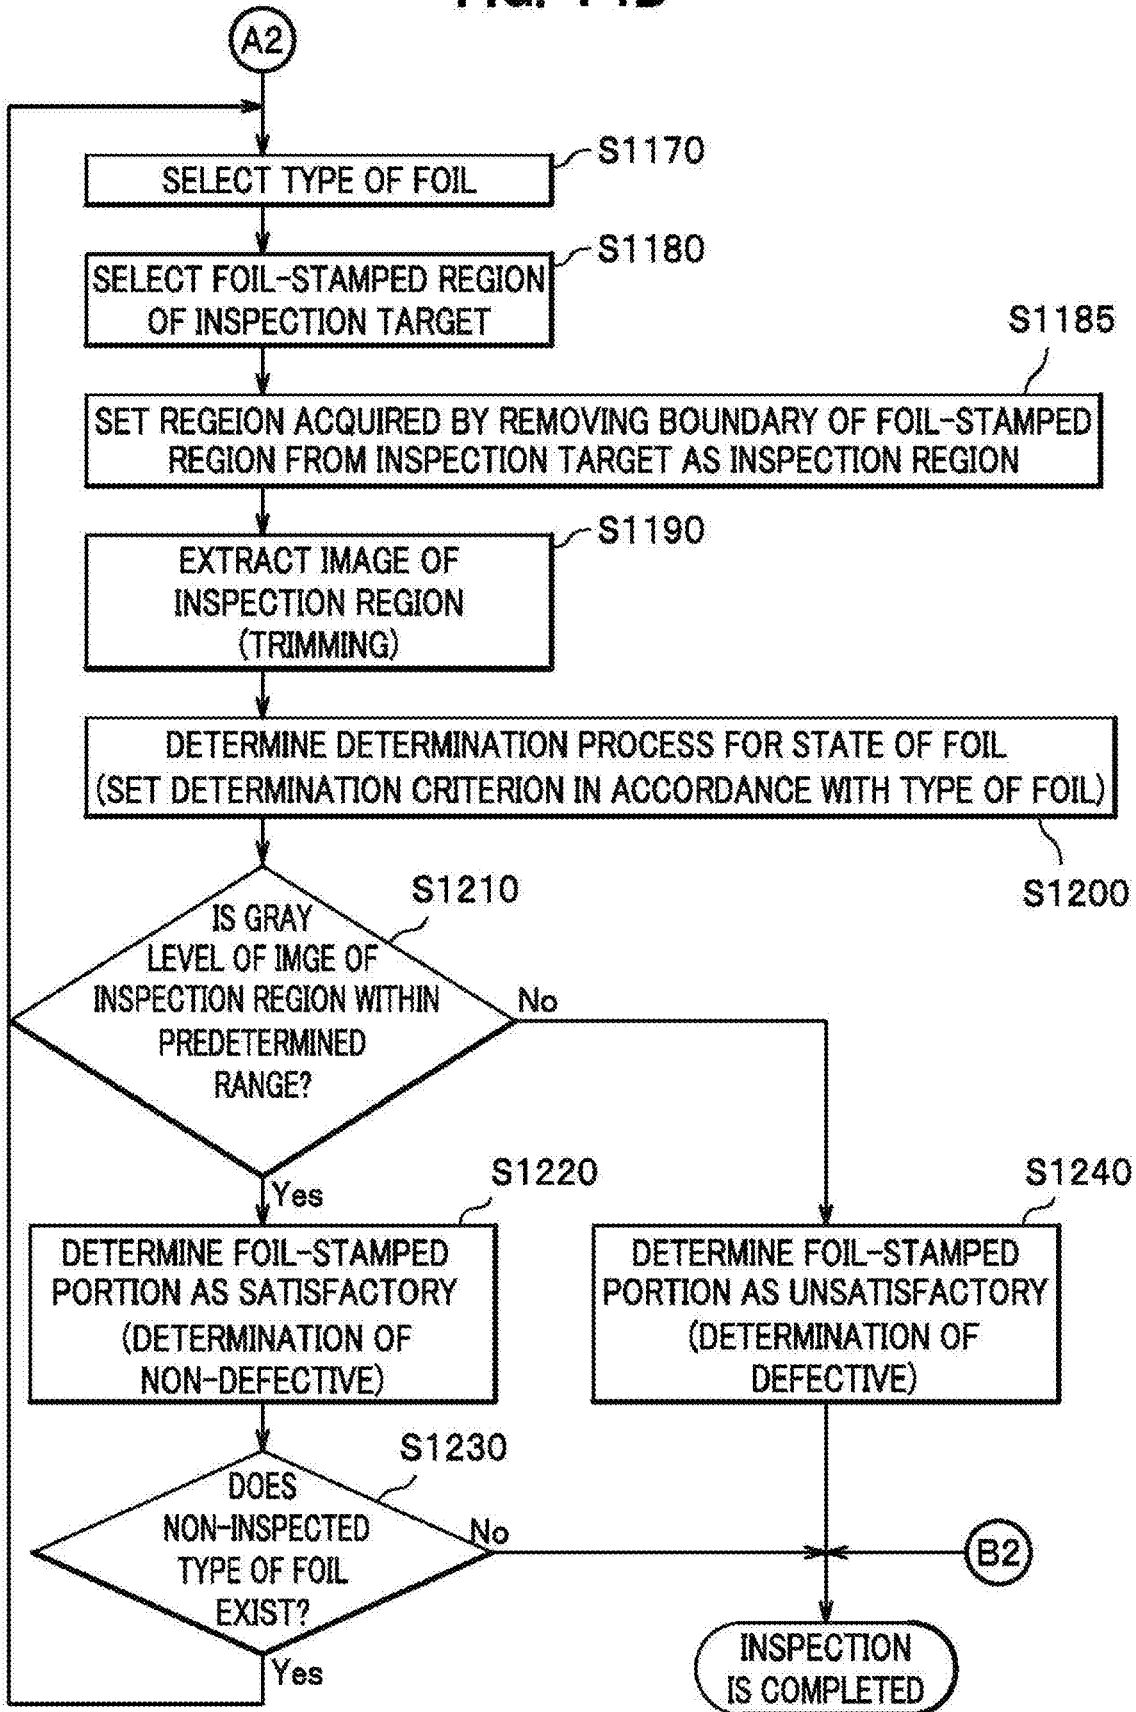 A2
S1170
SELECT TYPE OF FOIL
S1180
SELECT FOIL-STAMPED REGION
OF INSPECTION TARGET
S1185
SET REGEION ACQUIRED BY REMOVING BOUNDARY OF FOIL-STAMPED
REGION FROM INSPECTION TARGET AS INSPECTION REGION
S1190
EXTRACT IMAGE OF
INSPECTION REGION
(TRIMMING)
DETERMINE DETERMINATION PROCESS FOR STATE OF FOIL
(SET DETERMINATION CRITERION IN ACCORDANCE WITH TYPE OF FOIL)
S1200
S1210
IS GRAY
LEVEL OF IMGE OF
INSPECTION REGION WITHIN
PREDETERMINED
RANGE?
No
Yes
S1220
DETERMINE FOIL-STAMPED
PORTION AS SATISFACTORY
(DETERMINATION OF
NON-DEFECTIVE)
S1240
DETERMINE FOIL-STAMPED
PORTION AS UNSATISFACTORY
(DETERMINATION OF
DEFECTIVE)
S1230
DOES
NON-INSPECTED
TYPE OF FOIL
EXIST?
No
Yes
B2
INSPECTION
IS COMPLETED